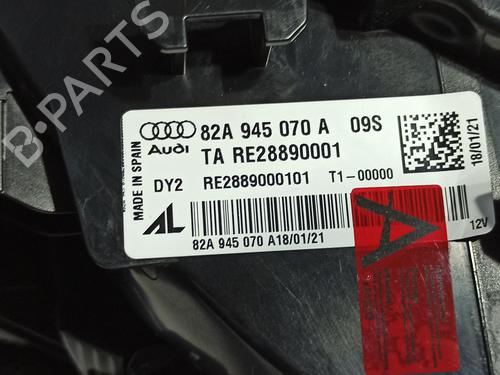 B-PARTS
MADE IN SPAIN
Audi
82A 945 070 A 09S
TA RE28890001
DY2 RE2889000101 T1-00000
18/01/21
AL
82A 945 070 A18/01/21
12V
A